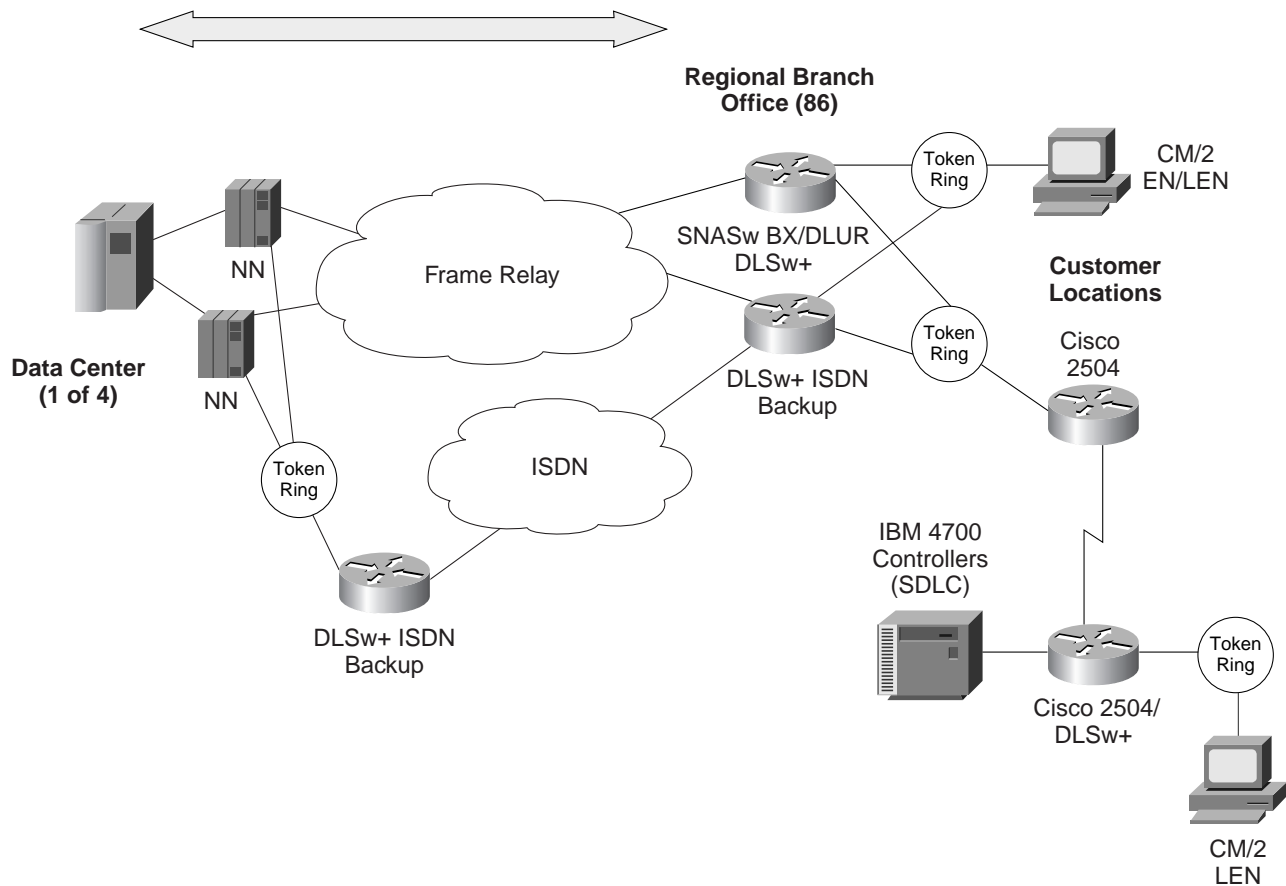 Regional Branch
Office (86)
Token
Ring
CM/2
EN/LEN
NN
SNASw BX/DLUR
DLSw+
Frame Relay
Customer
Locations
Token
Ring
Cisco
2504
Data Center
(1 of 4)
NN
DLSw+ ISDN
Backup
Token
Ring
ISDN
IBM 4700
Controllers
(SDLC)
DLSw+ ISDN
Backup
Token
Ring
Cisco 2504/
DLSw+
CM/2
LEN